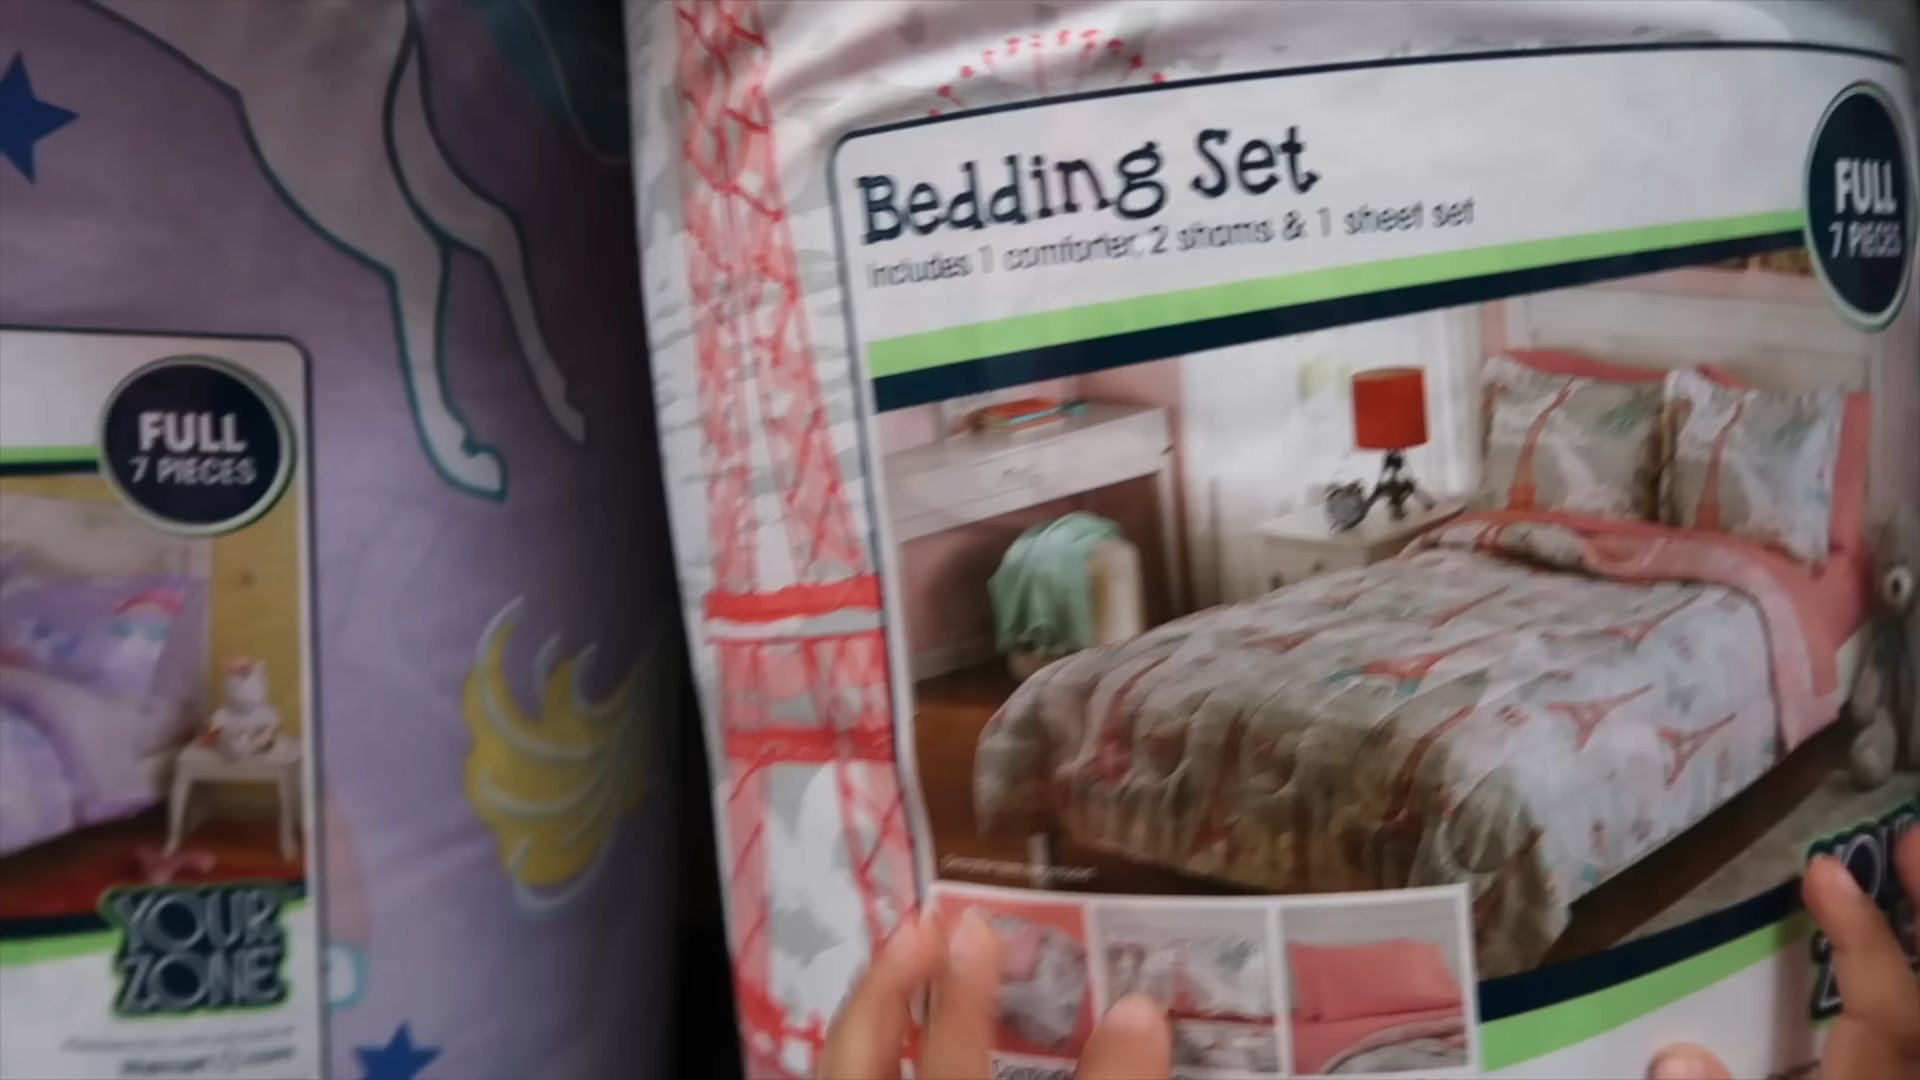 Bedding Set
Includes 1 comforter, 2 shams & 1 sheet set
FULL
7 PIECES
FULL
7 PIECES
YOUR
ZONE